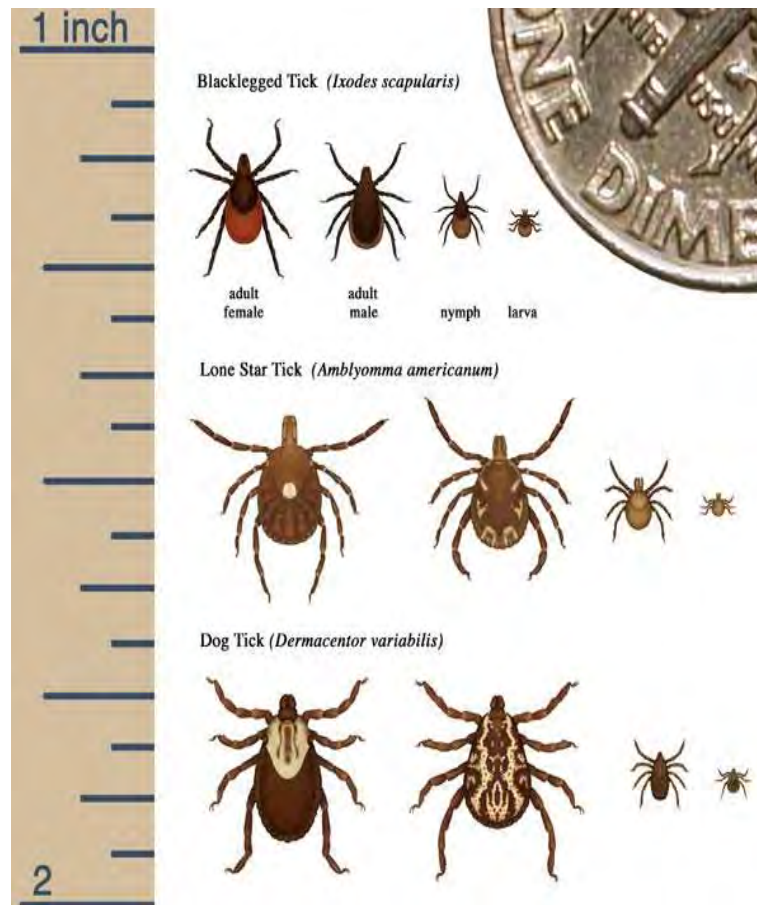 1 inch
ONE DIME
Blacklegged Tick (Ixodes scapularis)
adult female
adult male
nymph
larva
Lone Star Tick (Amblyomma americanum)
Dog Tick (Dermacentor variabilis)
2